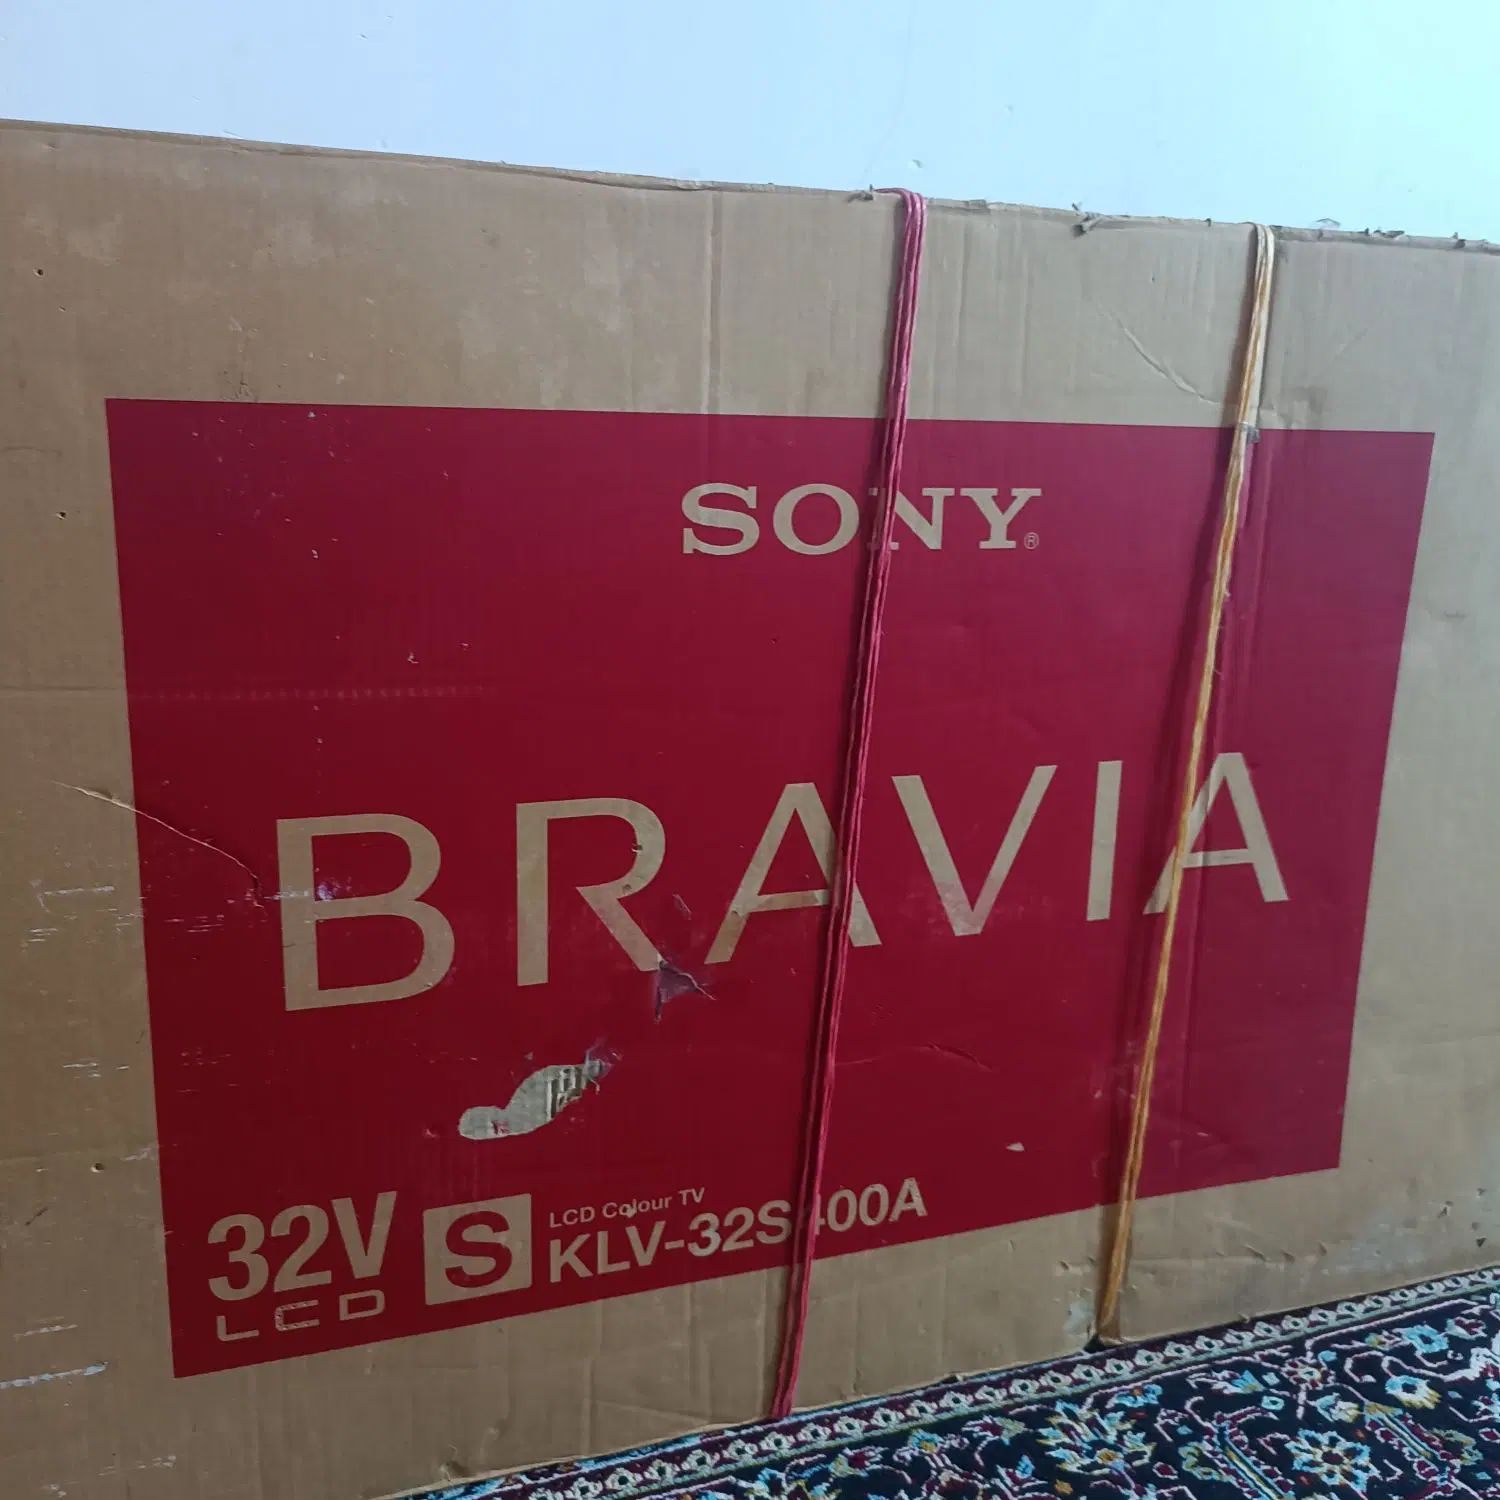 SONY®
BRAVIA
32V
LCD
S
LCD Colour TV
KLV-32S400A